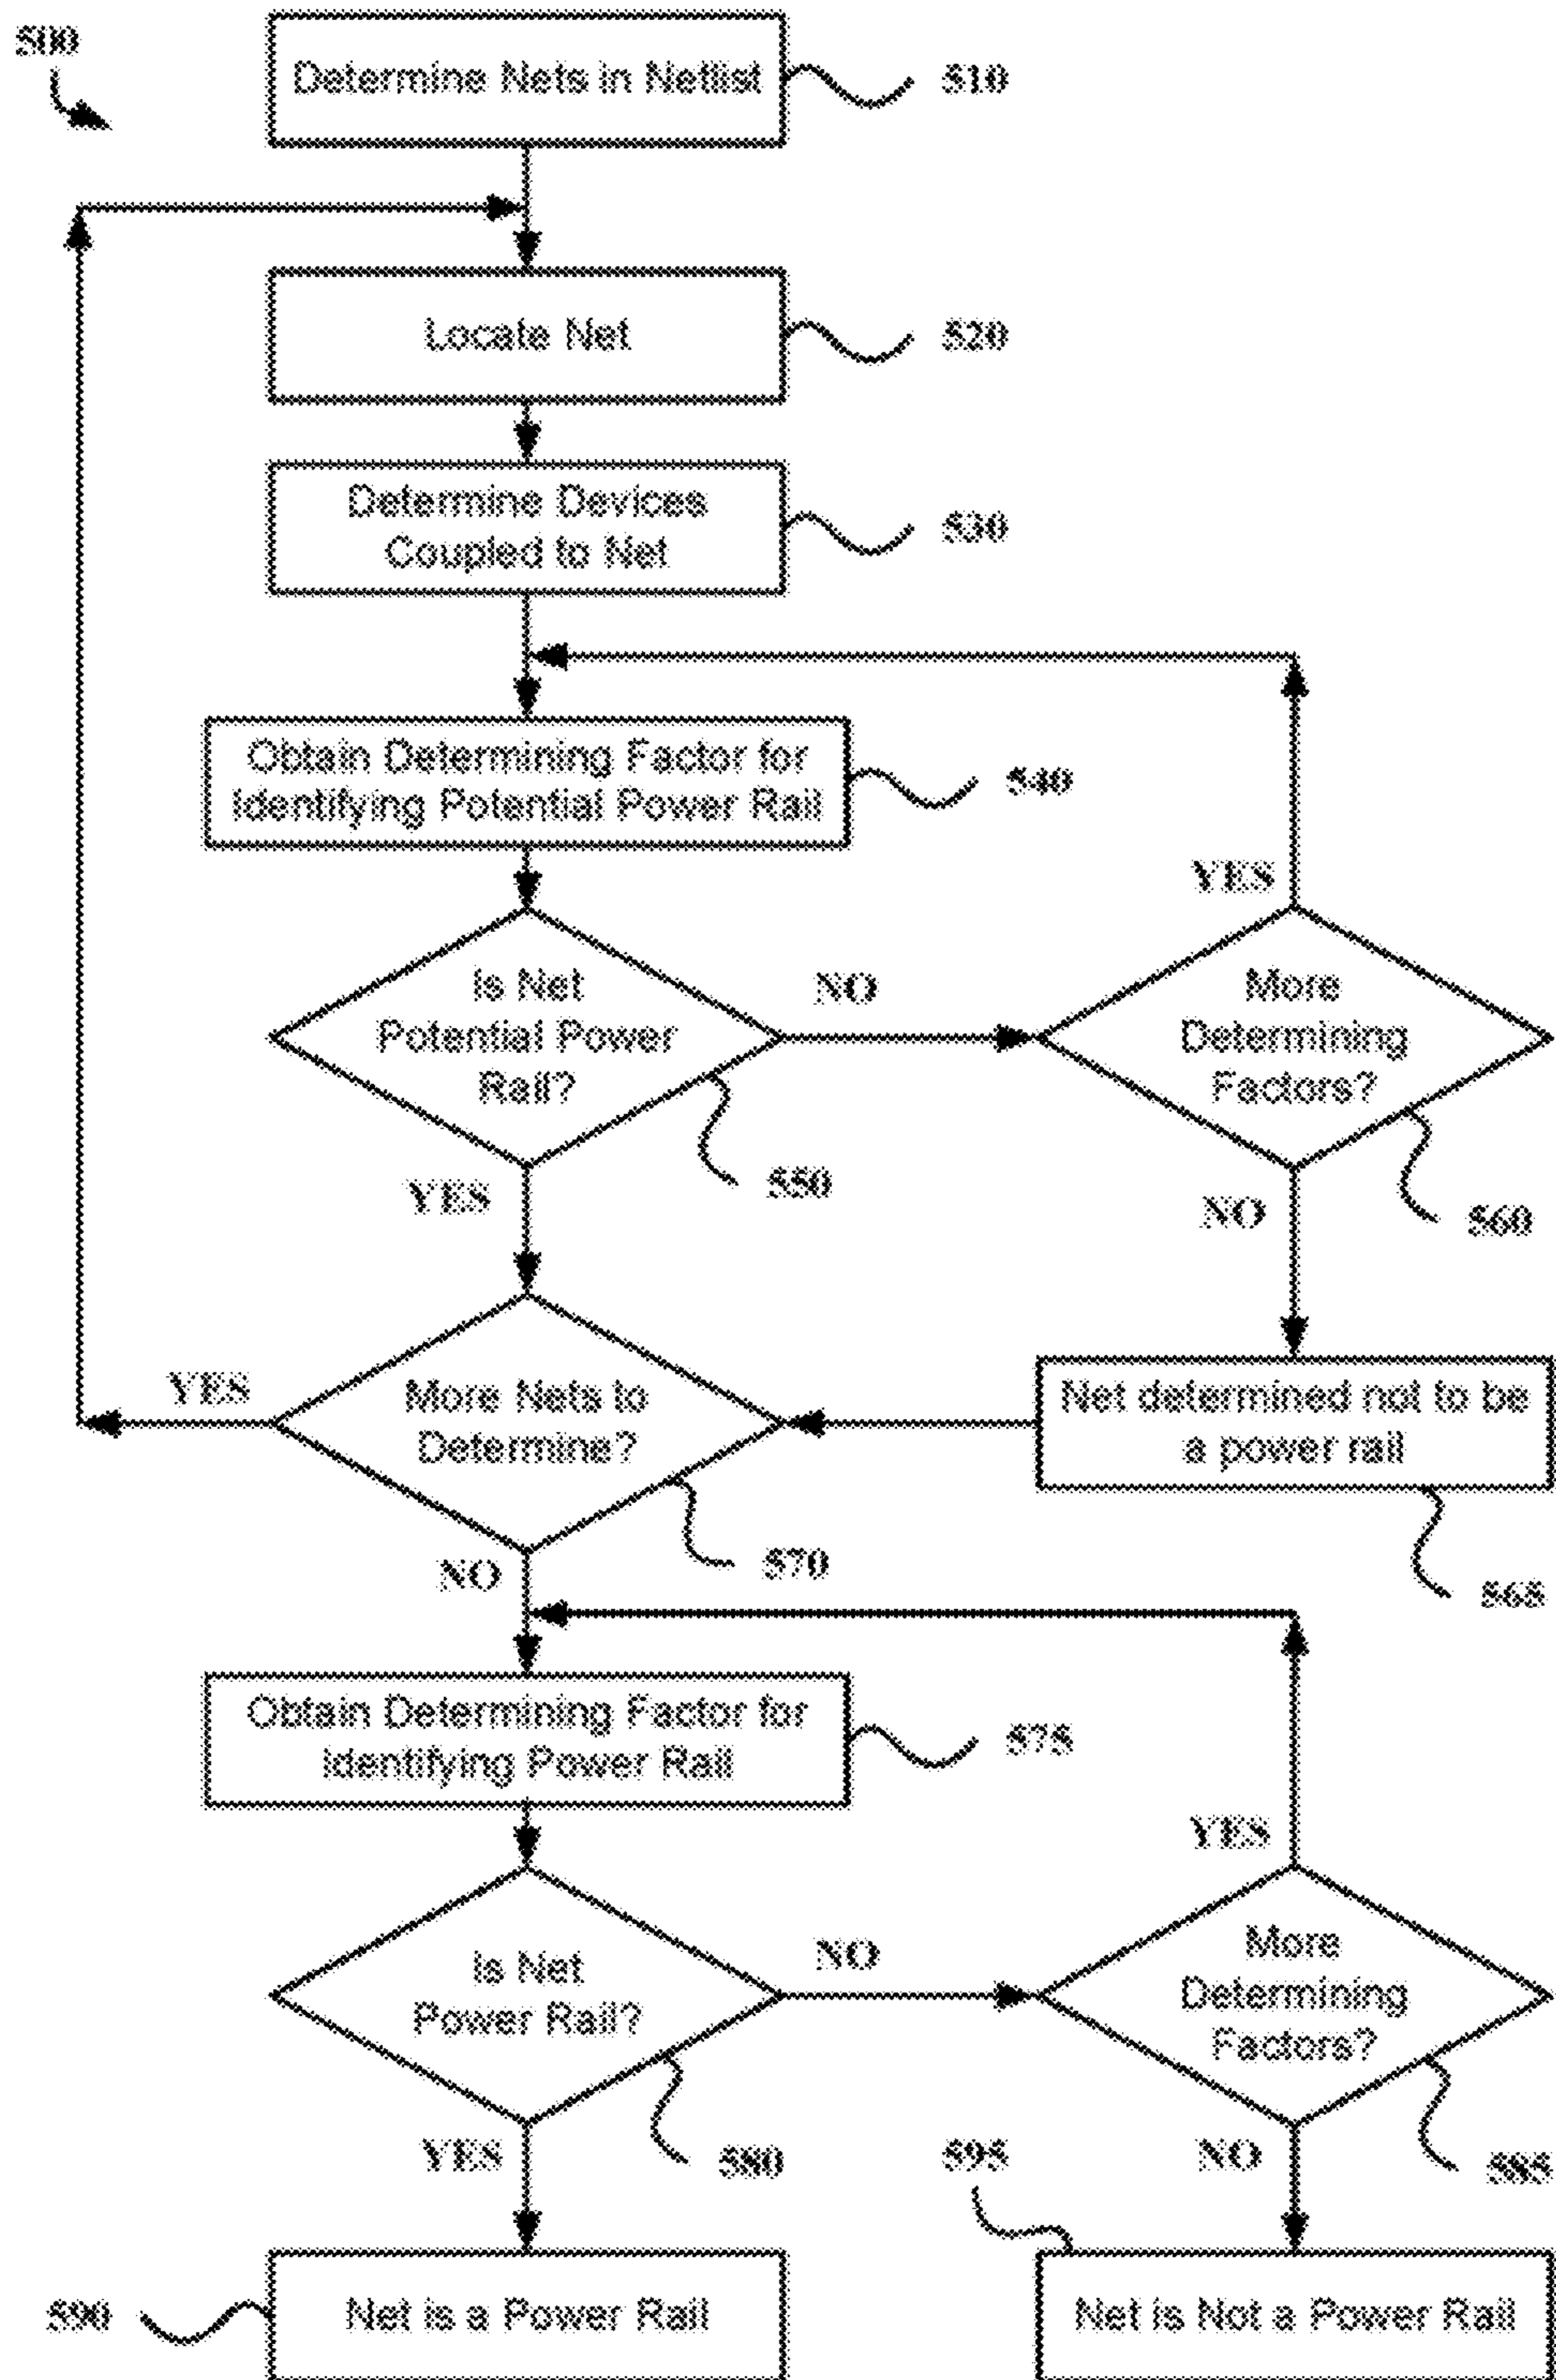 500
Determine Nets in Netlist
510
Locate Net
520
Determine Devices
Coupled to Net
530
Obtain Determining Factor for
Identifying Potential Power Rail
540
YES
Is Net
Potential Power
Rail?
NO
More
Determining
Factors?
550
YES
NO
560
YES
More Nets to
Determine?
Net determined not to be
a power rail
NO
570
565
Obtain Determining Factor for
Identifying Power Rail
575
YES
Is Net
Power Rail?
NO
More
Determining
Factors?
YES
580
595
NO
585
590
Net is a Power Rail
Net is Not a Power Rail